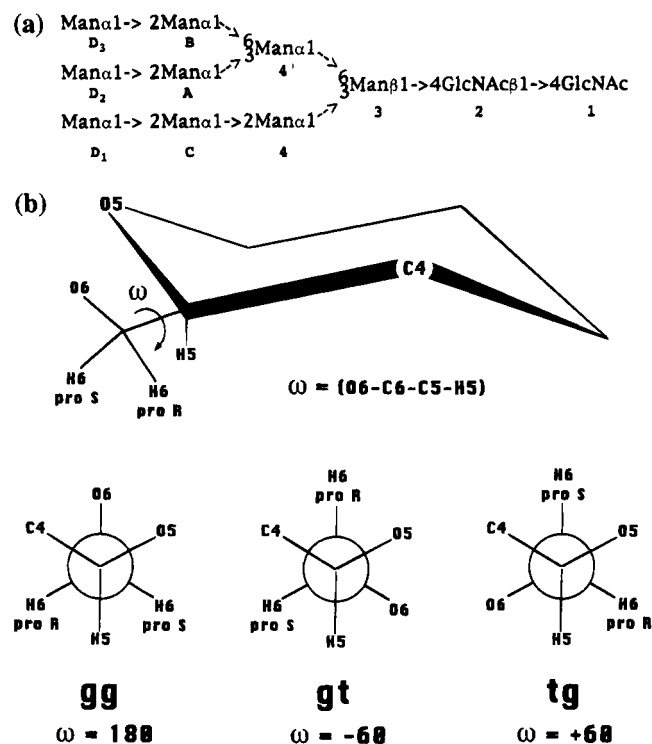 (a) Manα1-> 2Manα1
D3 B
6
3Manα1
4'
Manα1-> 2Manα1
D2 A
6
3Manβ1->4GlcNAcβ1->4GlcNAc
3 2 1
Manα1-> 2Manα1->2Manα1
D1 C 4
(b)
O5
C4
O6
ω
H5
H6
pro S
H6
pro R
ω = (O6-C6-C5-H5)
O6
C4 O5
H6
pro R
H5
H6
pro S
gg
ω = 180
H6
pro R
C4 O5
H6
pro S
H5
O6
gt
ω = -60
H6
pro S
C4 O5
O6
H5
H6
pro R
tg
ω = +60